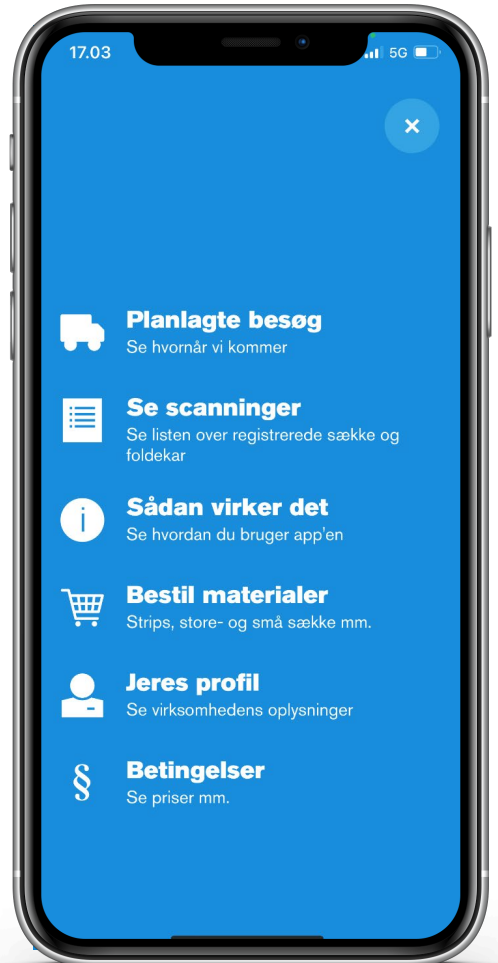 17.03
5G
Planlagte besøg
Se hvornår vi kommer
Se scanninger
Se listen over registrerede sække og
foldekar
Sådan virker det
Se hvordan du bruger app'en
Bestil materialer
Strips, store- og små sække mm.
Jeres profil
Se virksomhedens oplysninger
§
Betingelser
Se priser mm.